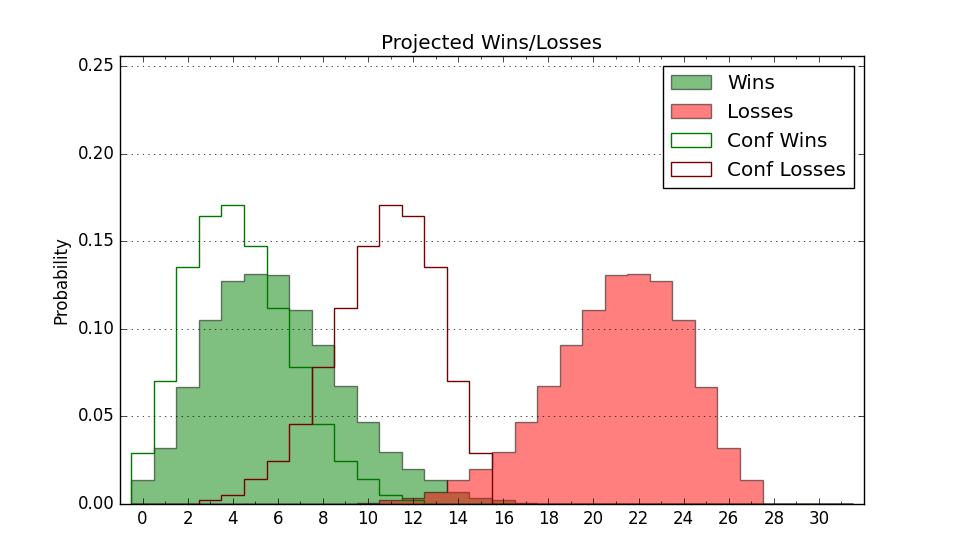 Projected Wins/Losses
0.25
0.20
0.15
0.10
0.05
0.00
Probability
Wins
Losses
Conf Wins
Conf Losses
0 2 4 6 8 10 12 14 16 18 20 22 24 26 28 30